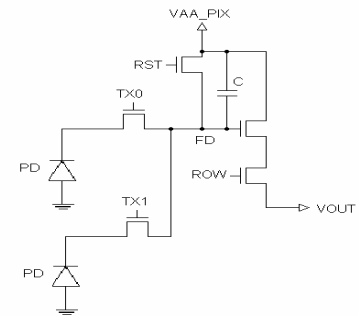 VAA_PIX
RST
C
TX0
FD
PD
ROW
VOUT
TX1
PD